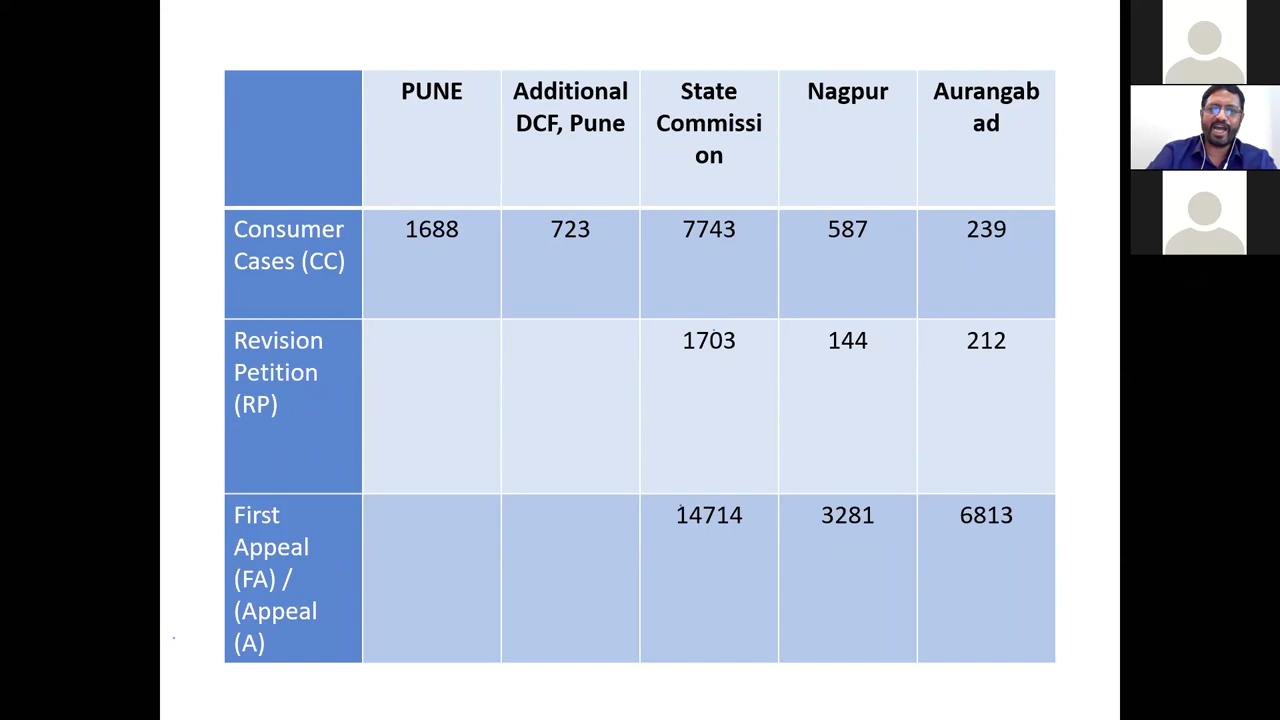 PUNE
Additional
DCF, Pune
State
Commissi
on
Nagpur
Aurangab
ad
Consumer
Cases (CC)
1688
723
7743
587
239
Revision
Petition
(RP)
1703
144
212
First
Appeal
(FA) /
(Appeal
(A)
14714
3281
6813